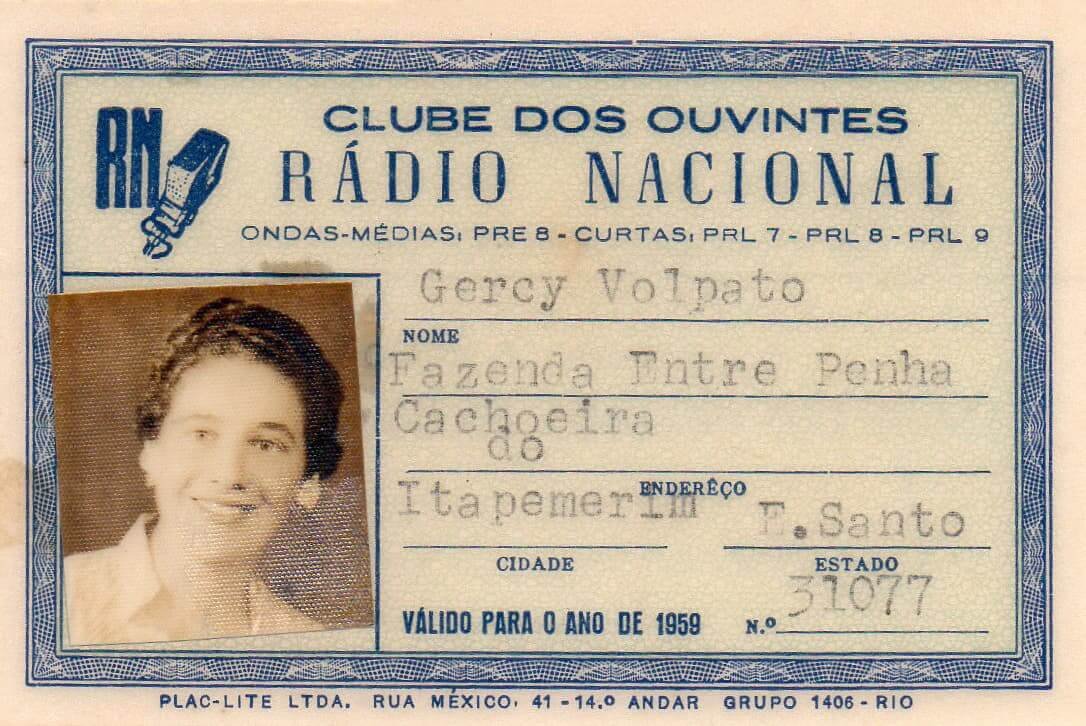 RN
CLUBE DOS OUVINTES
RÁDIO NACIONAL
ONDAS-MÉDIAS: PRE 8 - CURTAS: PRL 7 - PRL 8 - PRL 9
Gercy Volpato
NOME
Fazenda Entre Penha
Cachoeira
do
ENDERÊÇO
Itapemerim E.Santo
CIDADE ESTADO
31077
VÁLIDO PARA O ANO DE 1959 N.º
PLAC-LITE LTDA. RUA MÉXICO, 41 - 14.º ANDAR GRUPO 1406 - RIO